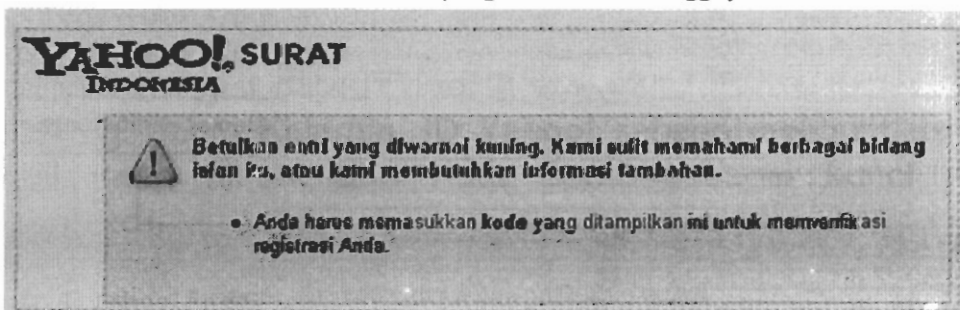 YAHOO! SURAT
INDONESIA
Betulkan entri yang diwarnai kuning. Kami sulit memahami berbagai bidang
isian itu, atau kami membutuhkan informasi tambahan.
• Anda harus memasukkan kode yang ditampilkan ini untuk memverifikasi
registrasi Anda.